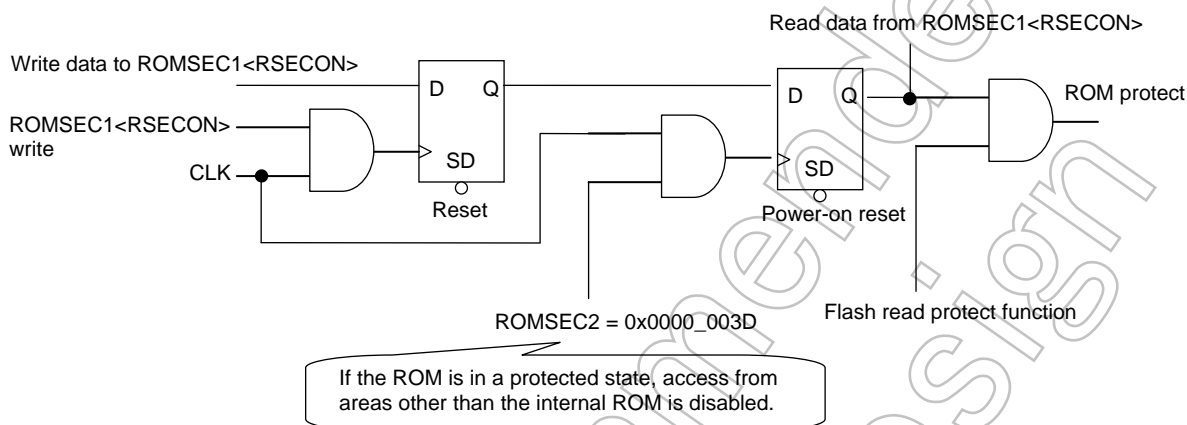 Read data from ROMSEC1<RSECON>
Write data to ROMSEC1<RSECON>
D Q
D Q
ROM protect
ROMSEC1<RSECON>
write
CLK
SD
SD
Reset
Power-on reset
ROMSEC2 = 0x0000_003D
Flash read protect function
If the ROM is in a protected state, access from
areas other than the internal ROM is disabled.